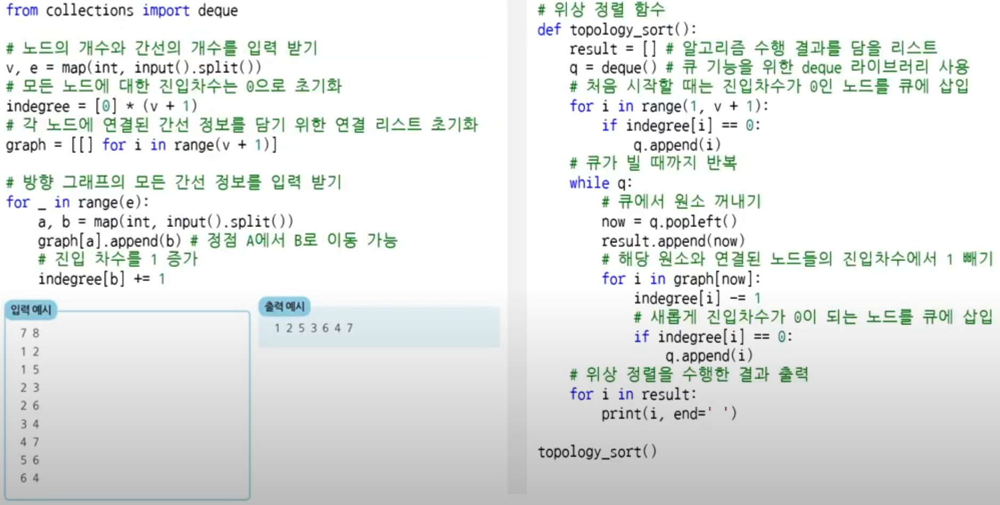 from collections import deque
# 노드의 개수와 간선의 개수를 입력 받기
v, e = map(int, input().split())
# 모든 노드에 대한 진입차수는 0으로 초기화
indegree = [0] * (v + 1)
# 각 노드에 연결된 간선 정보를 담기 위한 연결 리스트 초기화
graph = [[] for i in range(v + 1)]
# 방향 그래프의 모든 간선 정보를 입력 받기
for _ in range(e):
    a, b = map(int, input().split())
    graph[a].append(b) # 정점 A에서 B로 이동 가능
    # 진입 차수를 1 증가
    indegree[b] += 1
입력 예시
7 8
1 2
1 5
2 3
2 6
3 4
4 7
5 6
6 4
출력 예시
1 2 5 3 6 4 7
# 위상 정렬 함수
def topology_sort():
    result = [] # 알고리즘 수행 결과를 담을 리스트
    q = deque() # 큐 기능을 위한 deque 라이브러리 사용
    # 처음 시작할 때는 진입차수가 0인 노드를 큐에 삽입
    for i in range(1, v + 1):
        if indegree[i] == 0:
            q.append(i)
    # 큐가 빌 때까지 반복
    while q:
        # 큐에서 원소 꺼내기
        now = q.popleft()
        result.append(now)
        # 해당 원소와 연결된 노드들의 진입차수에서 1 빼기
        for i in graph[now]:
            indegree[i] -= 1
            # 새롭게 진입차수가 0이 되는 노드를 큐에 삽입
            if indegree[i] == 0:
                q.append(i)
    # 위상 정렬을 수행한 결과 출력
    for i in result:
        print(i, end=' ')
topology_sort()